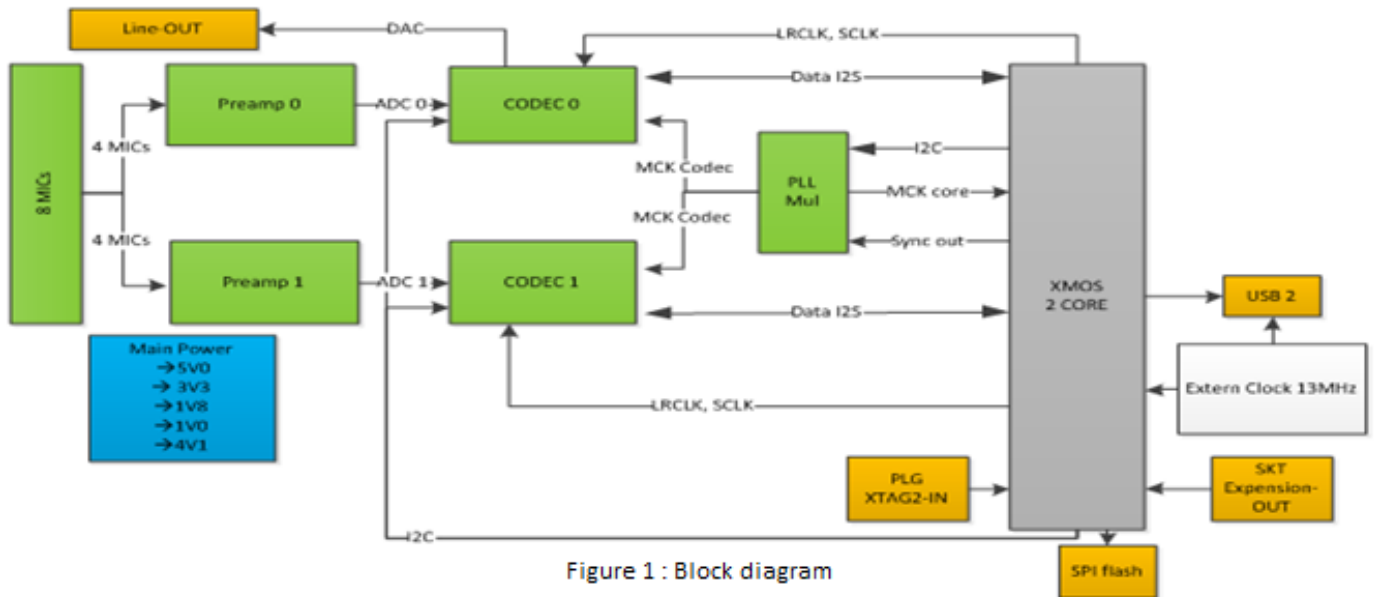 Line-OUT
DAC
LRCLK, SCLK
8 MICs
4 MICs
4 MICs
Preamp 0
ADC 0
CODEC 0
Data I2S
MCK Codec
MCK Codec
PLL
Mul
I2C
MCK core
Sync out
Preamp 1
ADC 1
CODEC 1
Data I2S
XMOS
2 CORE
USB 2
Extern Clock 13MHz
Main Power
→5V0
→ 3V3
→1V8
→1V0
→4V1
LRCLK, SCLK
PLG
XTAG2-IN
SKT
Expension-
OUT
I2C
SPI flash
Figure 1 : Block diagram